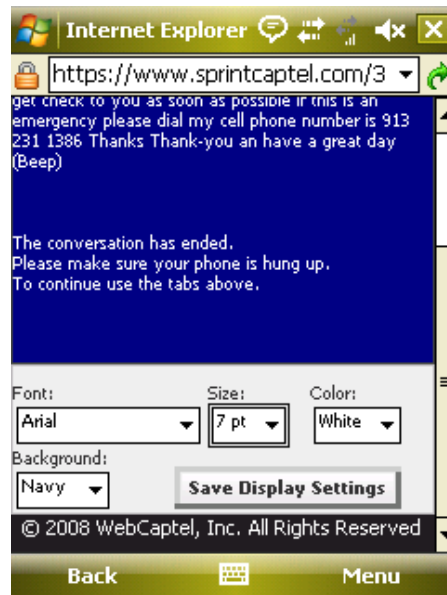 Internet Explorer
https://www.sprintcaptel.com/3
get check to you as soon as possible if this is an
emergency please dial my cell phone number is 913
231 1386 Thanks Thank-you an have a great day
(Beep)
The conversation has ended.
Please make sure your phone is hung up.
To continue use the tabs above.
Font: Size: Color:
Arial 7 pt White
Background:
Navy Save Display Settings
© 2008 WebCaptel, Inc. All Rights Reserved
Back Menu